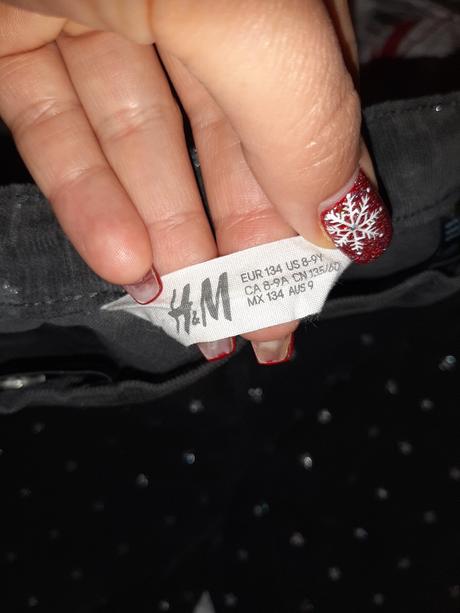 H&M
EUR 134 US 8-9Y
CA 8-9A CN 135/60
MX 134 AUS 9